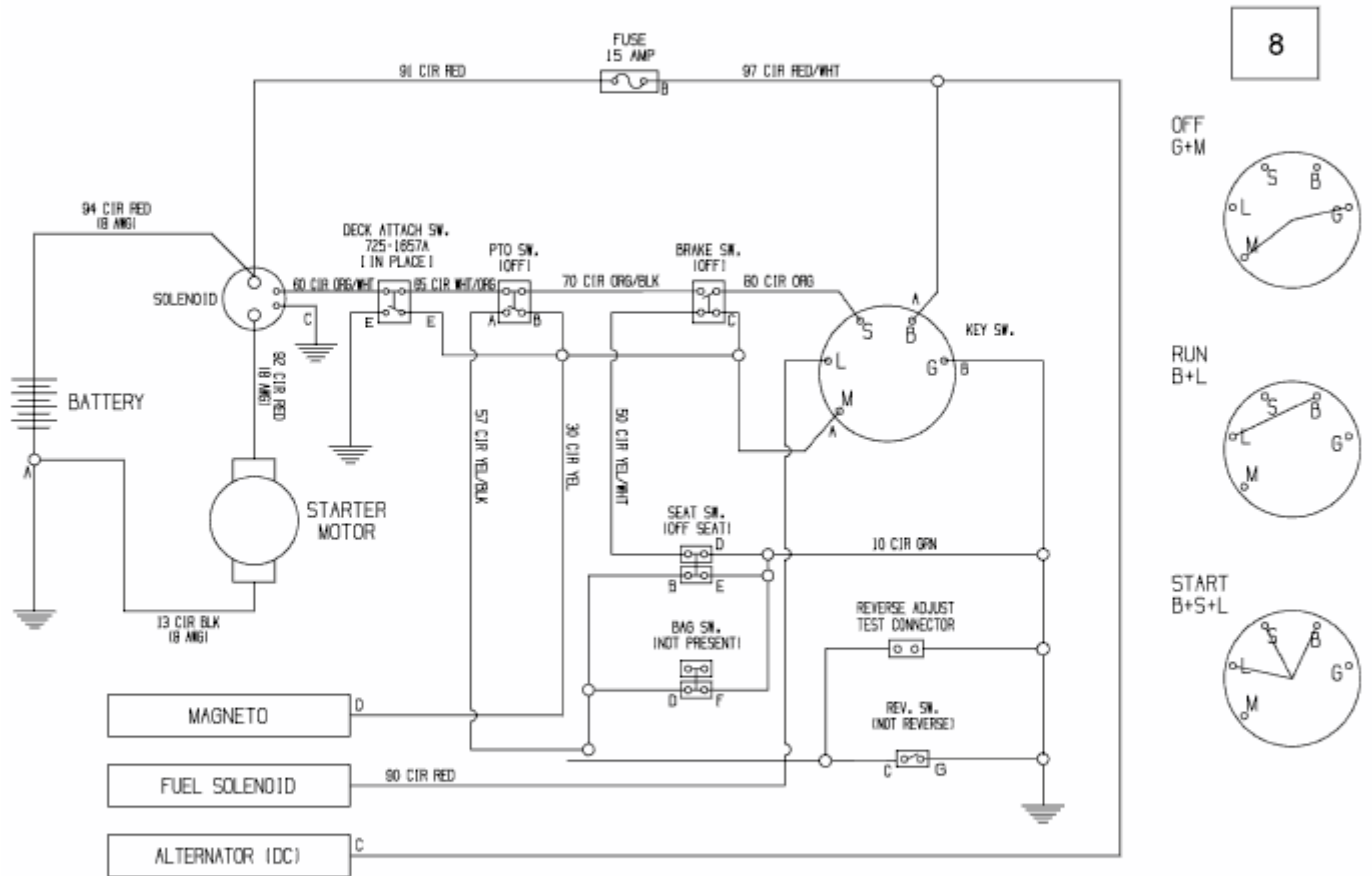 8
FUSE
15 AMP
91 CIR RED
B
97 CIR RED/WHT
OFF
G+M
S
B
L
G
M
94 CIR RED
(8 AWG)
DECK ATTACH SW.
725-1657A
(IN PLACE)
PTO SW.
(OFF)
BRAKE SW.
(OFF)
SOLENOID
60 CIR ORG/WHT
65 CIR WHT/ORG
70 CIR ORG/BLK
80 CIR ORG
C
E
E
A
B
C
A
S
B
KEY SW.
L
G
B
M
A
RUN
B+L
S
B
L
G
M
92 CIR RED
(8 AWG)
BATTERY
57 CIR YEL/BLK
30 CIR YEL
50 CIR YEL/WHT
A
STARTER
MOTOR
SEAT SW.
(OFF SEAT)
D
10 CIR GRN
B
E
START
B+S+L
S
B
L
G
M
13 CIR BLK
(8 AWG)
BAG SW.
(NOT PRESENT)
REVERSE ADJUST
TEST CONNECTOR
D
F
MAGNETO
D
REV. SW.
(NOT REVERSE)
C
G
FUEL SOLENOID
90 CIR RED
ALTERNATOR (DC)
C